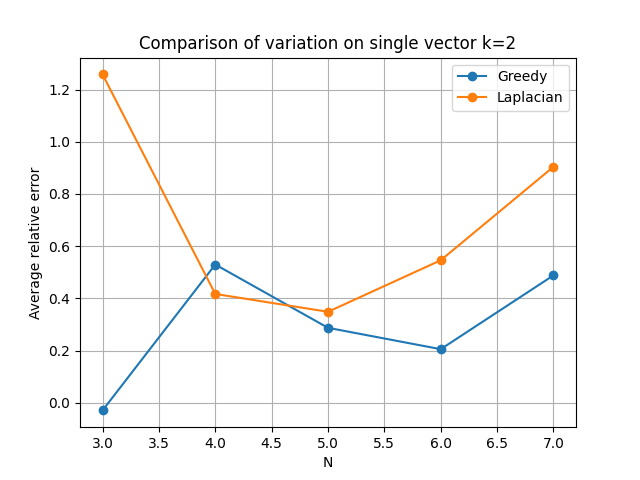 Comparison of variation on single vector k=2
Greedy
Laplacian
Average relative error
1.2
1.0
0.8
0.6
0.4
0.2
0.0
3.0 3.5 4.0 4.5 5.0 5.5 6.0 6.5 7.0
N